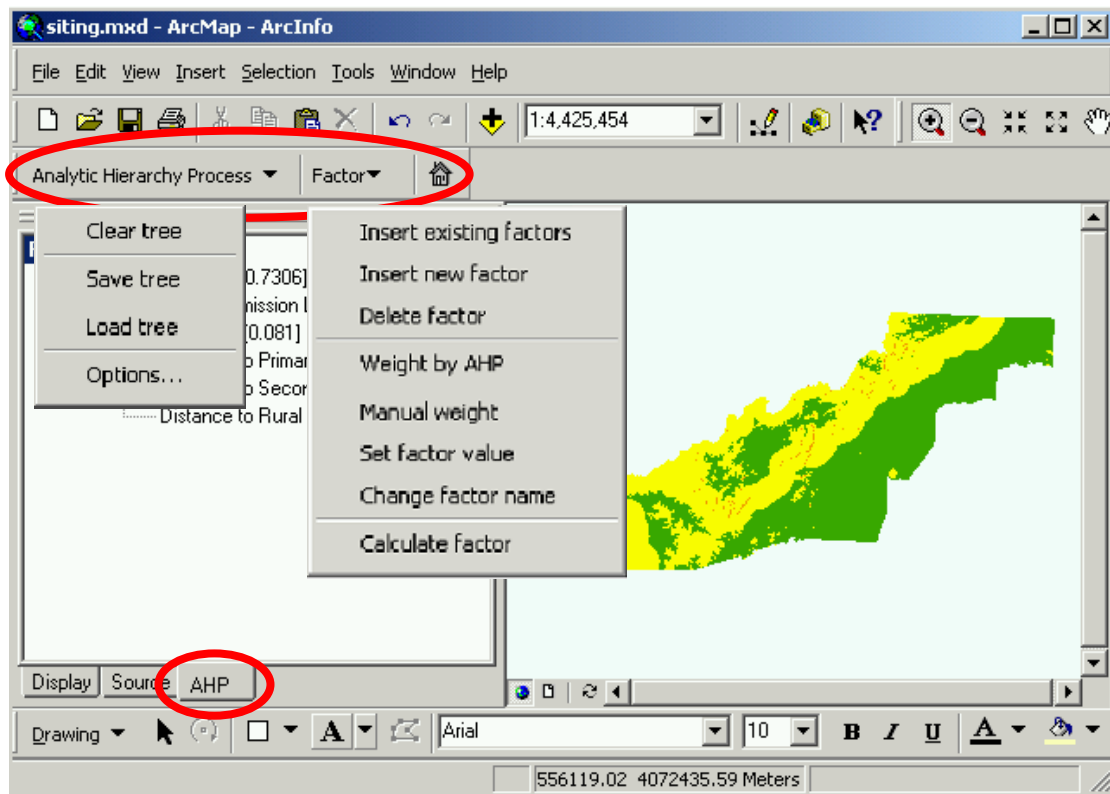 siting.mxd - ArcMap - ArcInfo
File Edit View Insert Selection Tools Window Help
1:4,425,454
Analytic Hierarchy Process Factor
Clear tree
Save tree
Load tree
Options...
Insert existing factors
Insert new factor
Delete factor
Weight by AHP
Manual weight
Set factor value
Change factor name
Calculate factor
0.7306]
[0.081]
Distance to Rural
Display Source AHP
Drawing A Arial 10 B I U A
556119.02 4072435.59 Meters